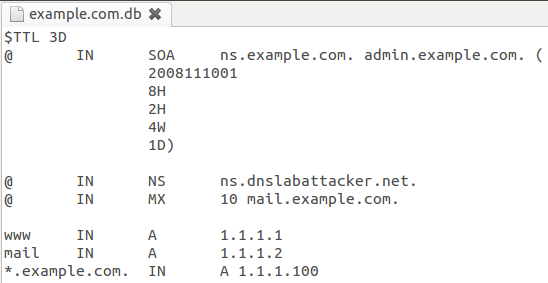 example.com.db
$TTL 3D
@ IN SOA ns.example.com. admin.example.com. (
2008111001
8H
2H
4W
1D)
@ IN NS ns.dnslabattacker.net.
@ IN MX 10 mail.example.com.
www IN A 1.1.1.1
mail IN A 1.1.1.2
*.example.com. IN A 1.1.1.100